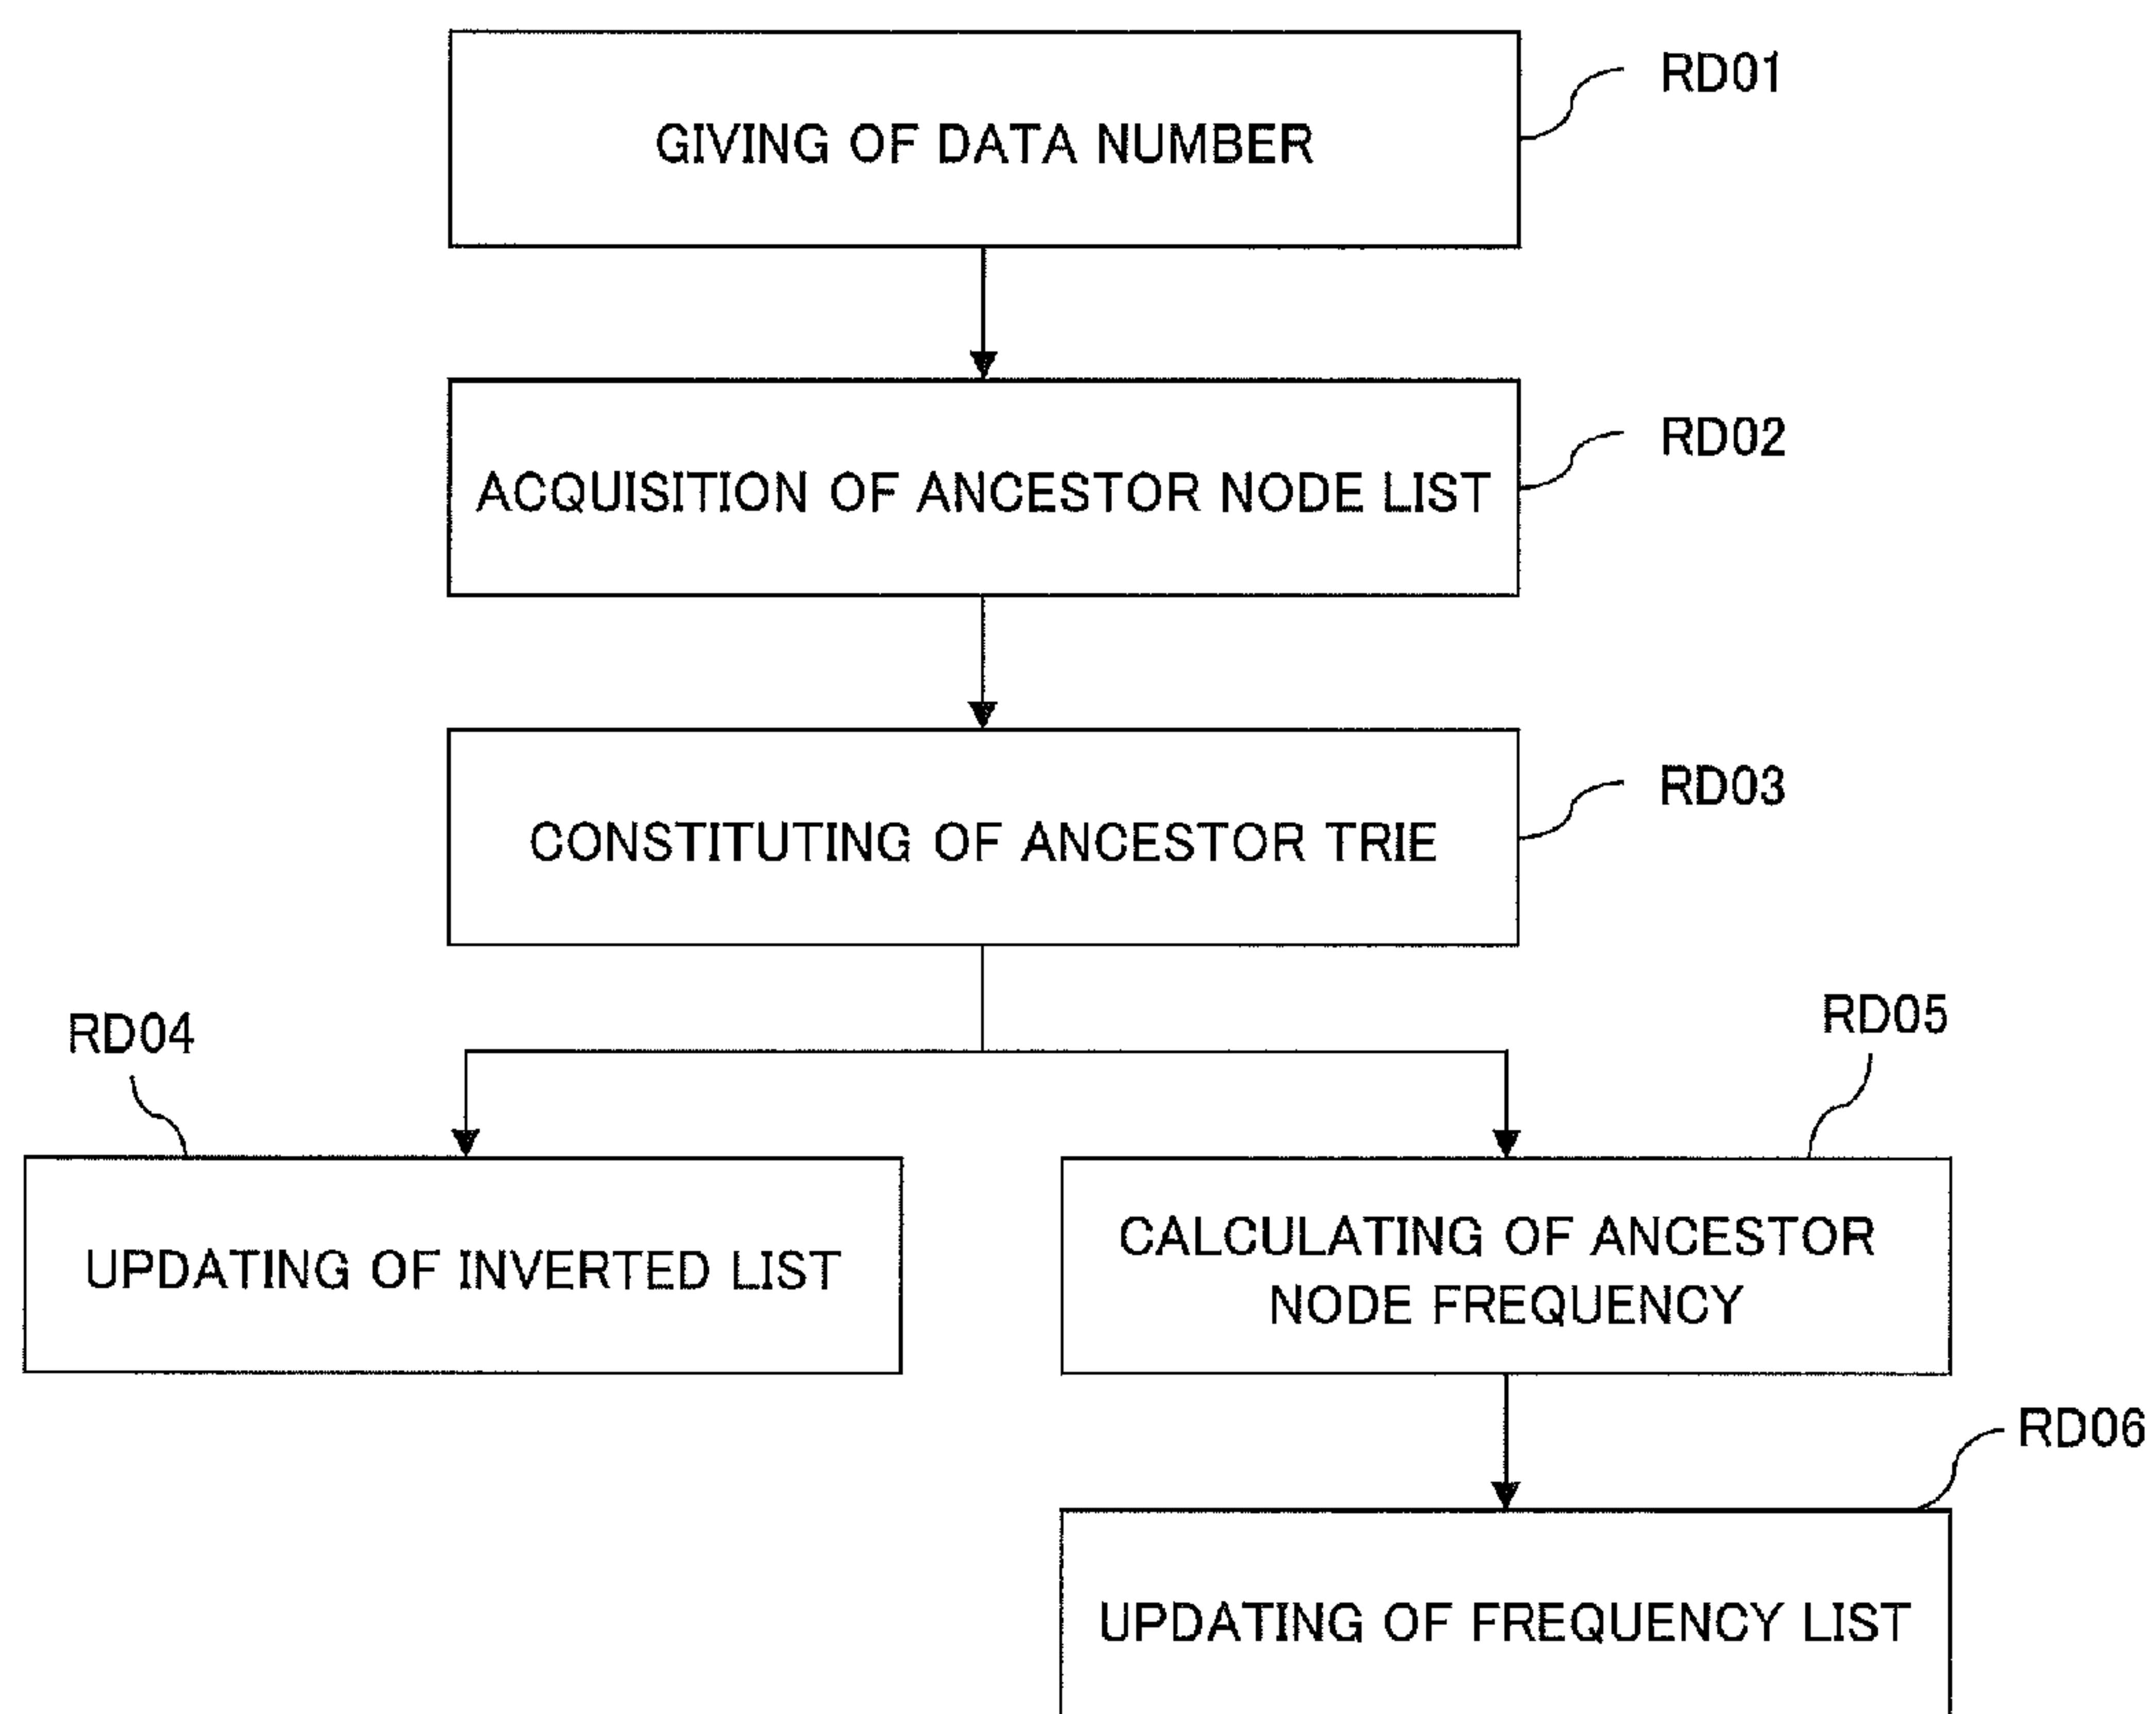 RD01
GIVING OF DATA NUMBER
RD02
ACQUISITION OF ANCESTOR NODE LIST
RD03
CONSTITUTING OF ANCESTOR TRIE
RD04
RD05
UPDATING OF INVERTED LIST
CALCULATING OF ANCESTOR
NODE FREQUENCY
RD06
UPDATING OF FREQUENCY LIST